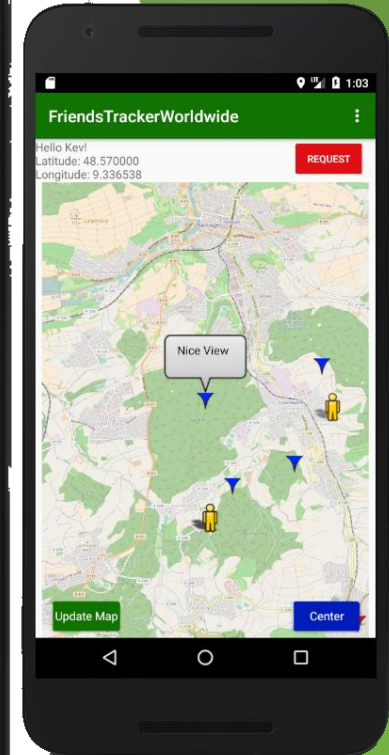 1:03
FriendsTrackerWorldwide
Hello Kev!
Latitude: 48.570000
Longitude: 9.336538
REQUEST
Nice View
Update Map
Center